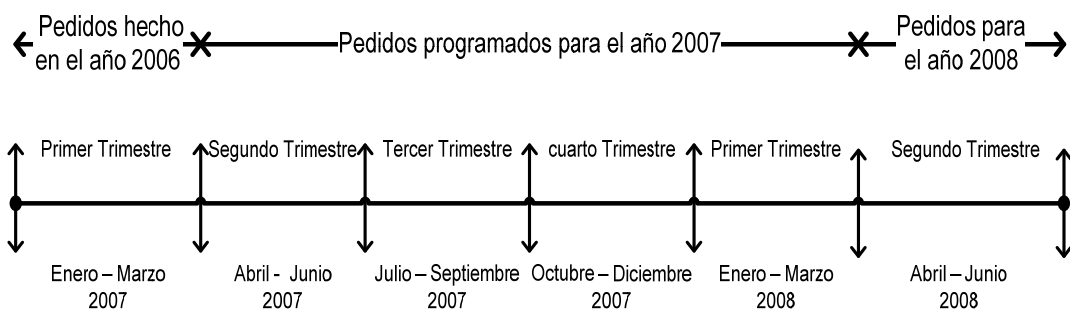 Pedidos hecho
en el año 2006
Pedidos programados para el año 2007
Pedidos para
el año 2008
Primer Trimestre
Segundo Trimestre
Tercer Trimestre
cuarto Trimestre
Primer Trimestre
Segundo Trimestre
Enero – Marzo
2007
Abril - Junio
2007
Julio – Septiembre
2007
Octubre – Diciembre
2007
Enero – Marzo
2008
Abril – Junio
2008